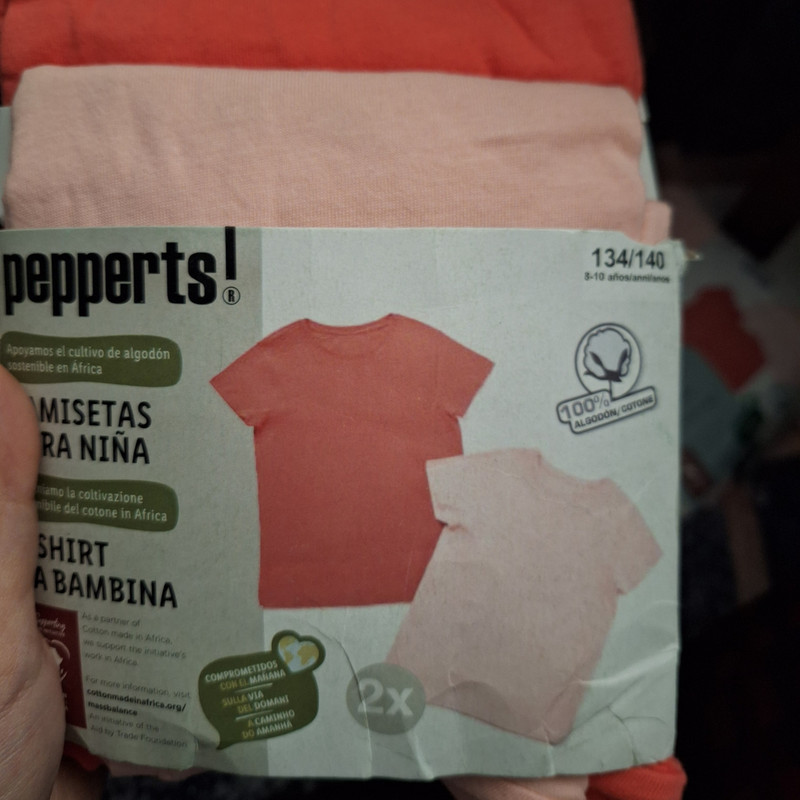 pepperts!®
134/140
8-10 años/anni/anos
Apoyamos el cultivo de algodón
sostenible en África
AMISETAS
RA NIÑA
100%
ALGODÓN/COTONE
la coltivazione
del cotone in Africa
SHIRT
A BAMBINA
As a partner of
Cotton made in Africa,
we support the initiative's
work in Africa.
For more information, visit
cottonmadeinafrica.org/
massbalance
An initiative of the
Aid by Trade Foundation
COMPROMETIDOS
CON EL MAÑANA
SULLA VIA
DEL DOMANI
A CAMINHO
DO AMANHÃ
2x